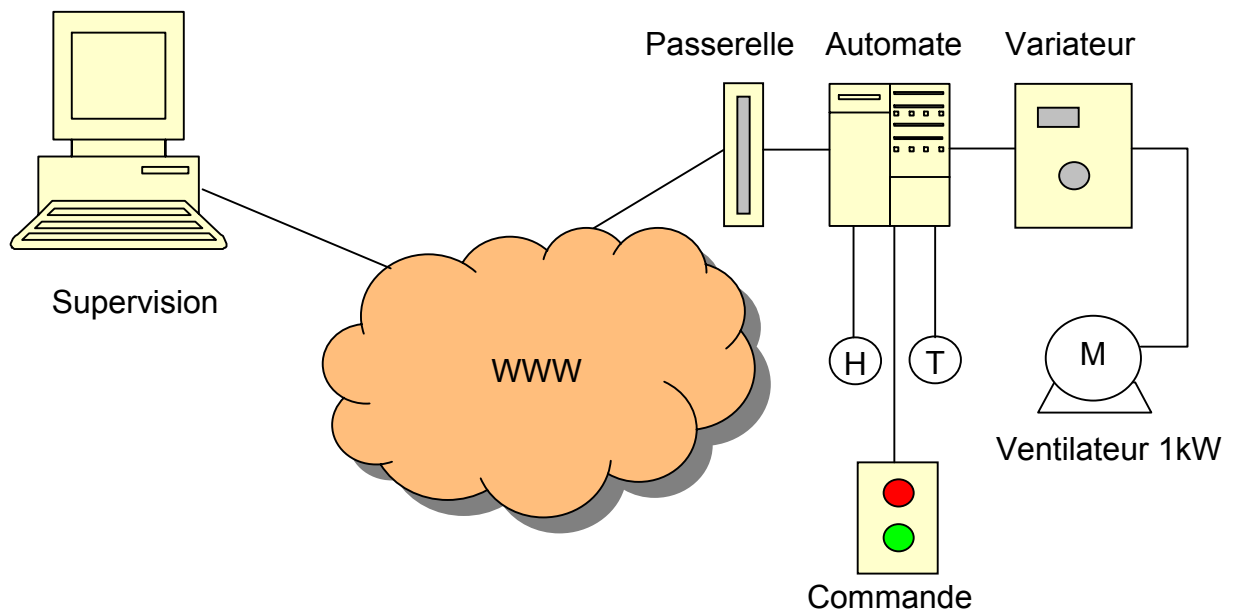 Passerelle Automate Variateur
Supervision
WWW
H T M
Ventilateur 1kW
Commande